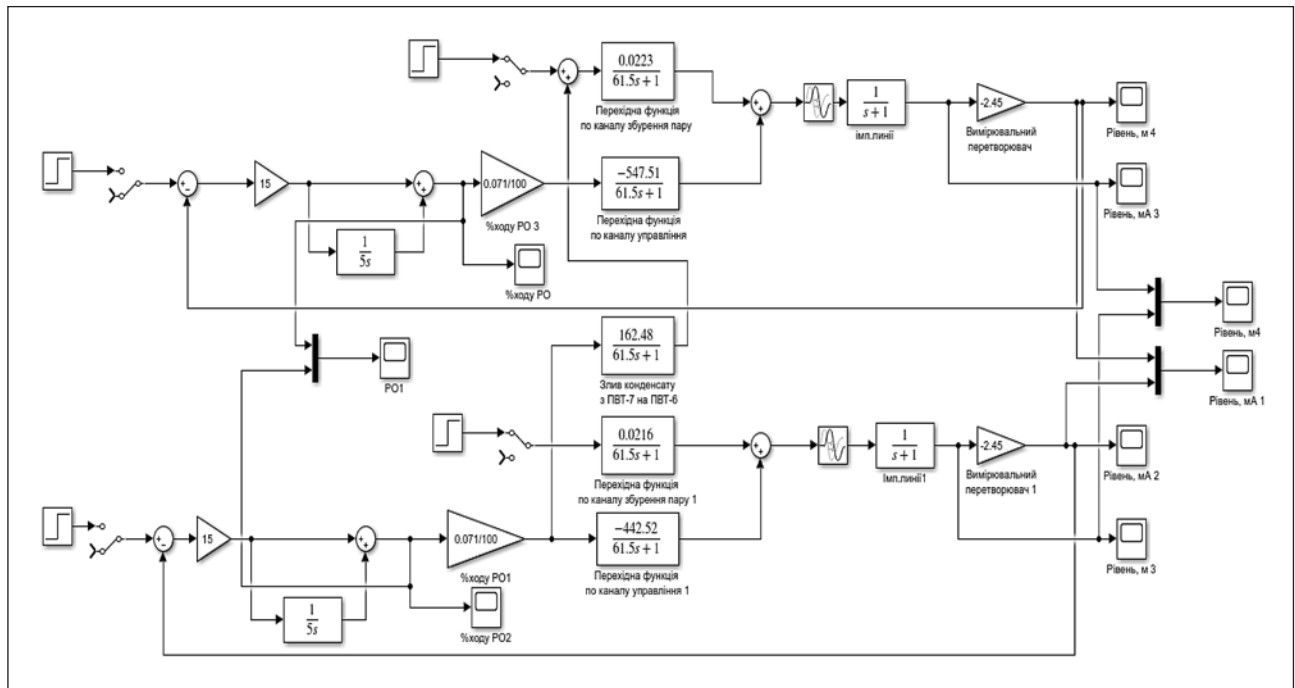 0.0223
61.5s + 1
Перехідна функція
по каналу збурення пару
1
s + 1
імп.линії
-2.45
Вимірювальний
перетворювач
Рівень, м 4
15
0.071/100
%ходу РО 3
−547.51
61.5s + 1
Перехідна функція
по каналу управління
Рівень, мА 3
1
5s
%ходу РО
Рівень, м4
РО1
162.48
61.5s + 1
Злив конденсату
з ПВТ-7 на ПВТ-6
Рівень, мА 1
0.0216
61.5s + 1
Перехідна функція
по каналу збурення пару 1
1
s + 1
Імп.линії1
-2.45
Вимірювальний
перетворювач 1
Рівень, мА 2
15
0.071/100
%ходу РО1
−442.52
61.5s + 1
Перехідна функція
по каналу управління 1
Рівень, м 3
1
5s
%ходу РО2